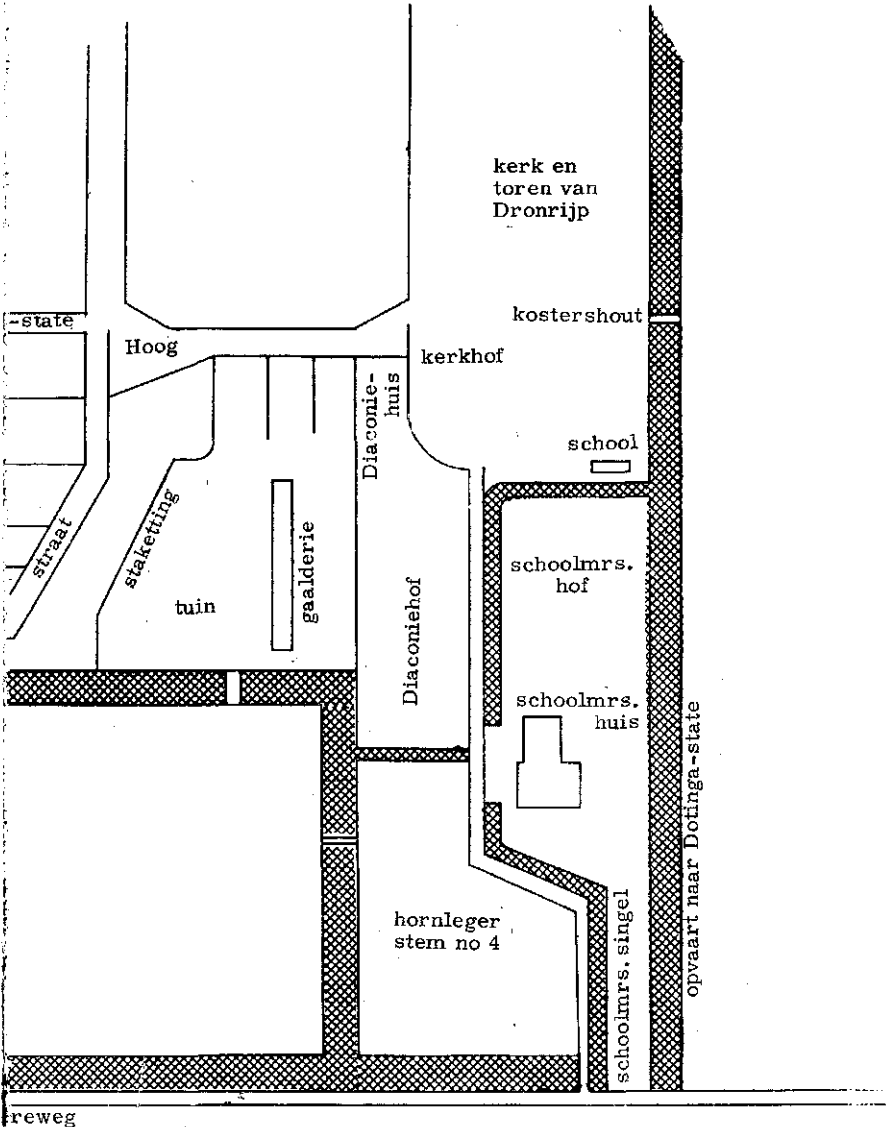 kerk en
toren van
Dronrijp
-state
kostershout
Hoog
kerkhof
Diaconie-
huis
school
straat
staketting
gaalderie
tuin
schoolmrs.
hof
Diaconiehof
schoolmrs.
huis
opvaart naar Dotinga-state
hornleger
stem no 4
schoolmrs. singel
reweg